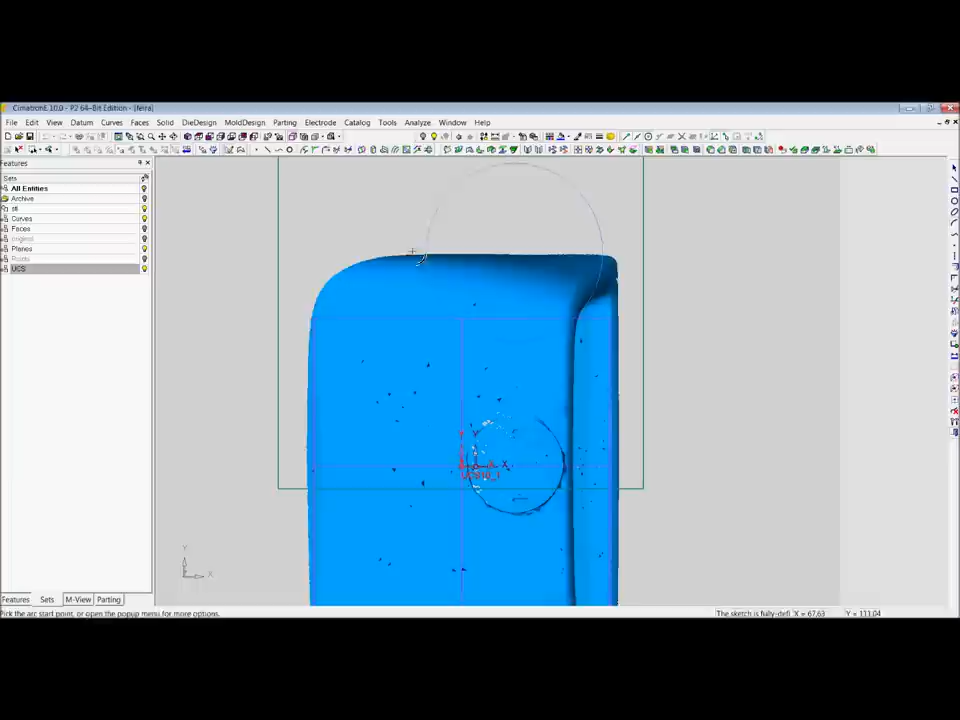 CimatronE 10.0 - P2 64-Bit Edition - [feira]
File Edit View Datum Curves Faces Solid DieDesign MoldDesign Parting Electrode Catalog Tools Analyze Window Help
Features
Sets
All Entities
Archive
stl
Curves
Faces
original
Planes
Points
UCS
Y
X
Y
X
Features Sets M-View Parting
Pick the arc start point, or open the popup menu for more options.
The sketch is fully-defi X = 67.63 Y = 111.04